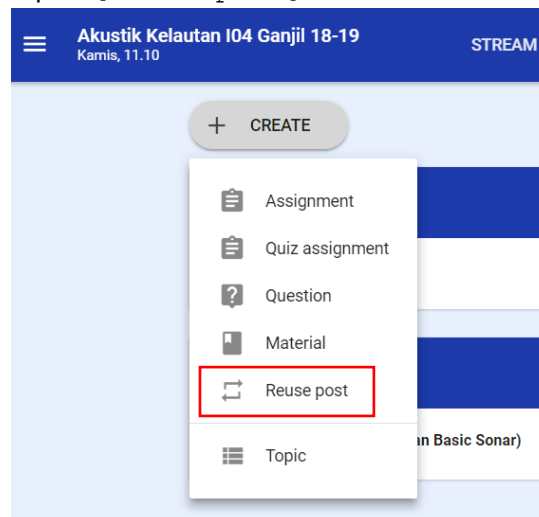 Akustik Kelautan I04 Ganjil 18-19
Kamis, 11.10
STREAM
CREATE
Assignment
Quiz assignment
Question
Material
Reuse post
an Basic Sonar)
Topic